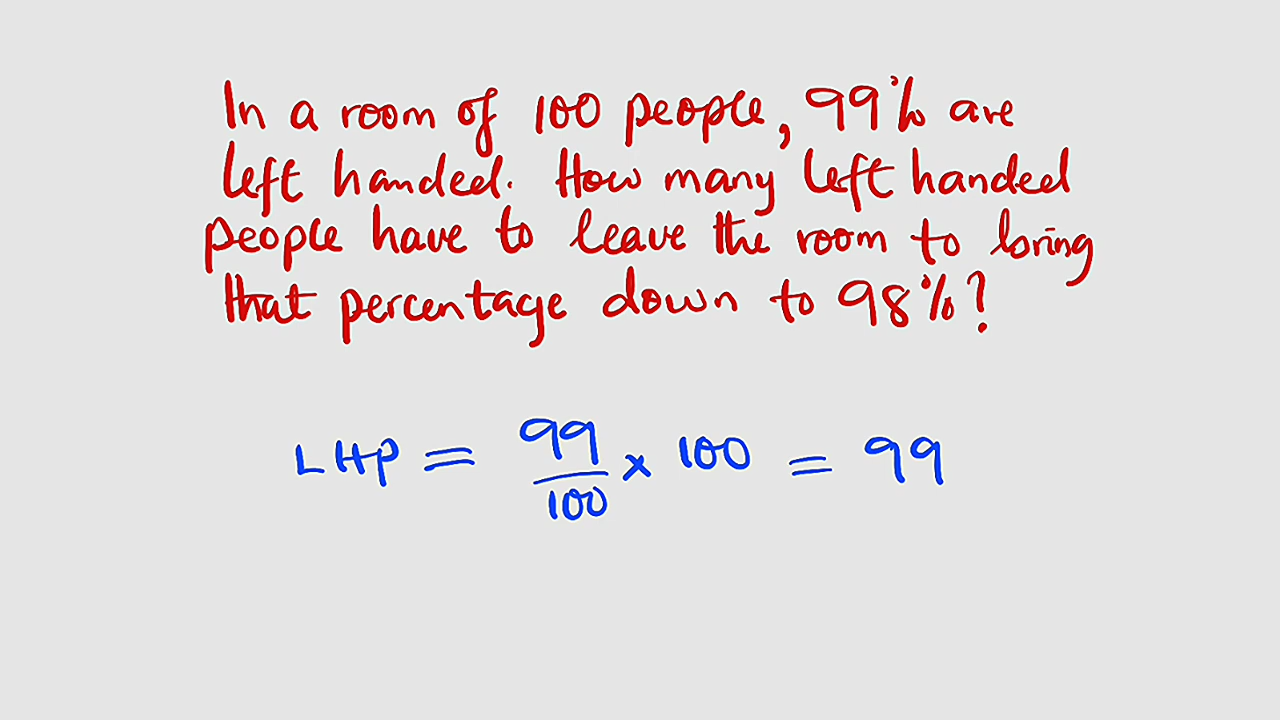 In a room of 100 people, 99% are
left handed. How many left handed
people have to leave the room to bring
that percentage down to 98%?
LHP = 99/100 × 100 = 99